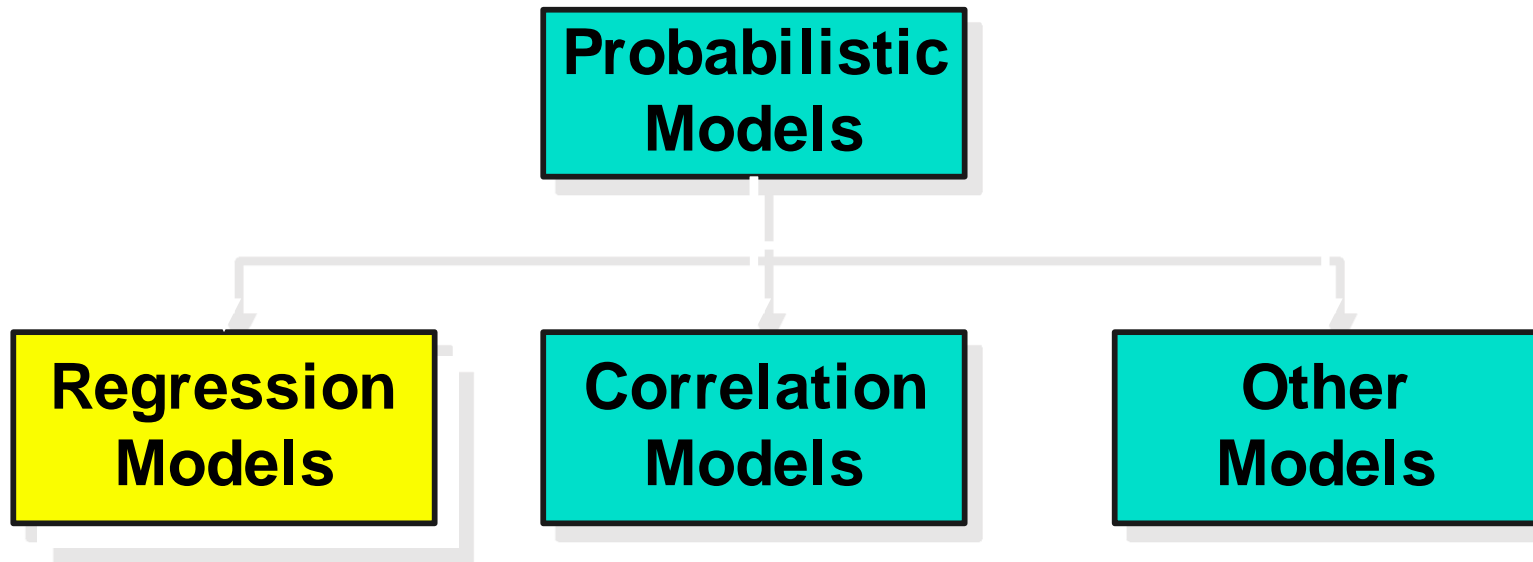 Probabilistic
Models
Regression
Models
Correlation
Models
Other
Models